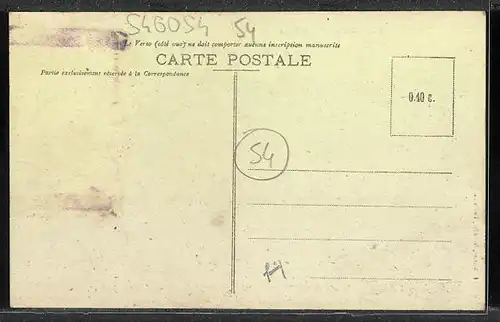 54G054 54
Le Verso (côté vue) ne doit comporter aucune inscription manuscrite
CARTE POSTALE
Partie exclusivement réservée à la Correspondance
0.10 c.
54